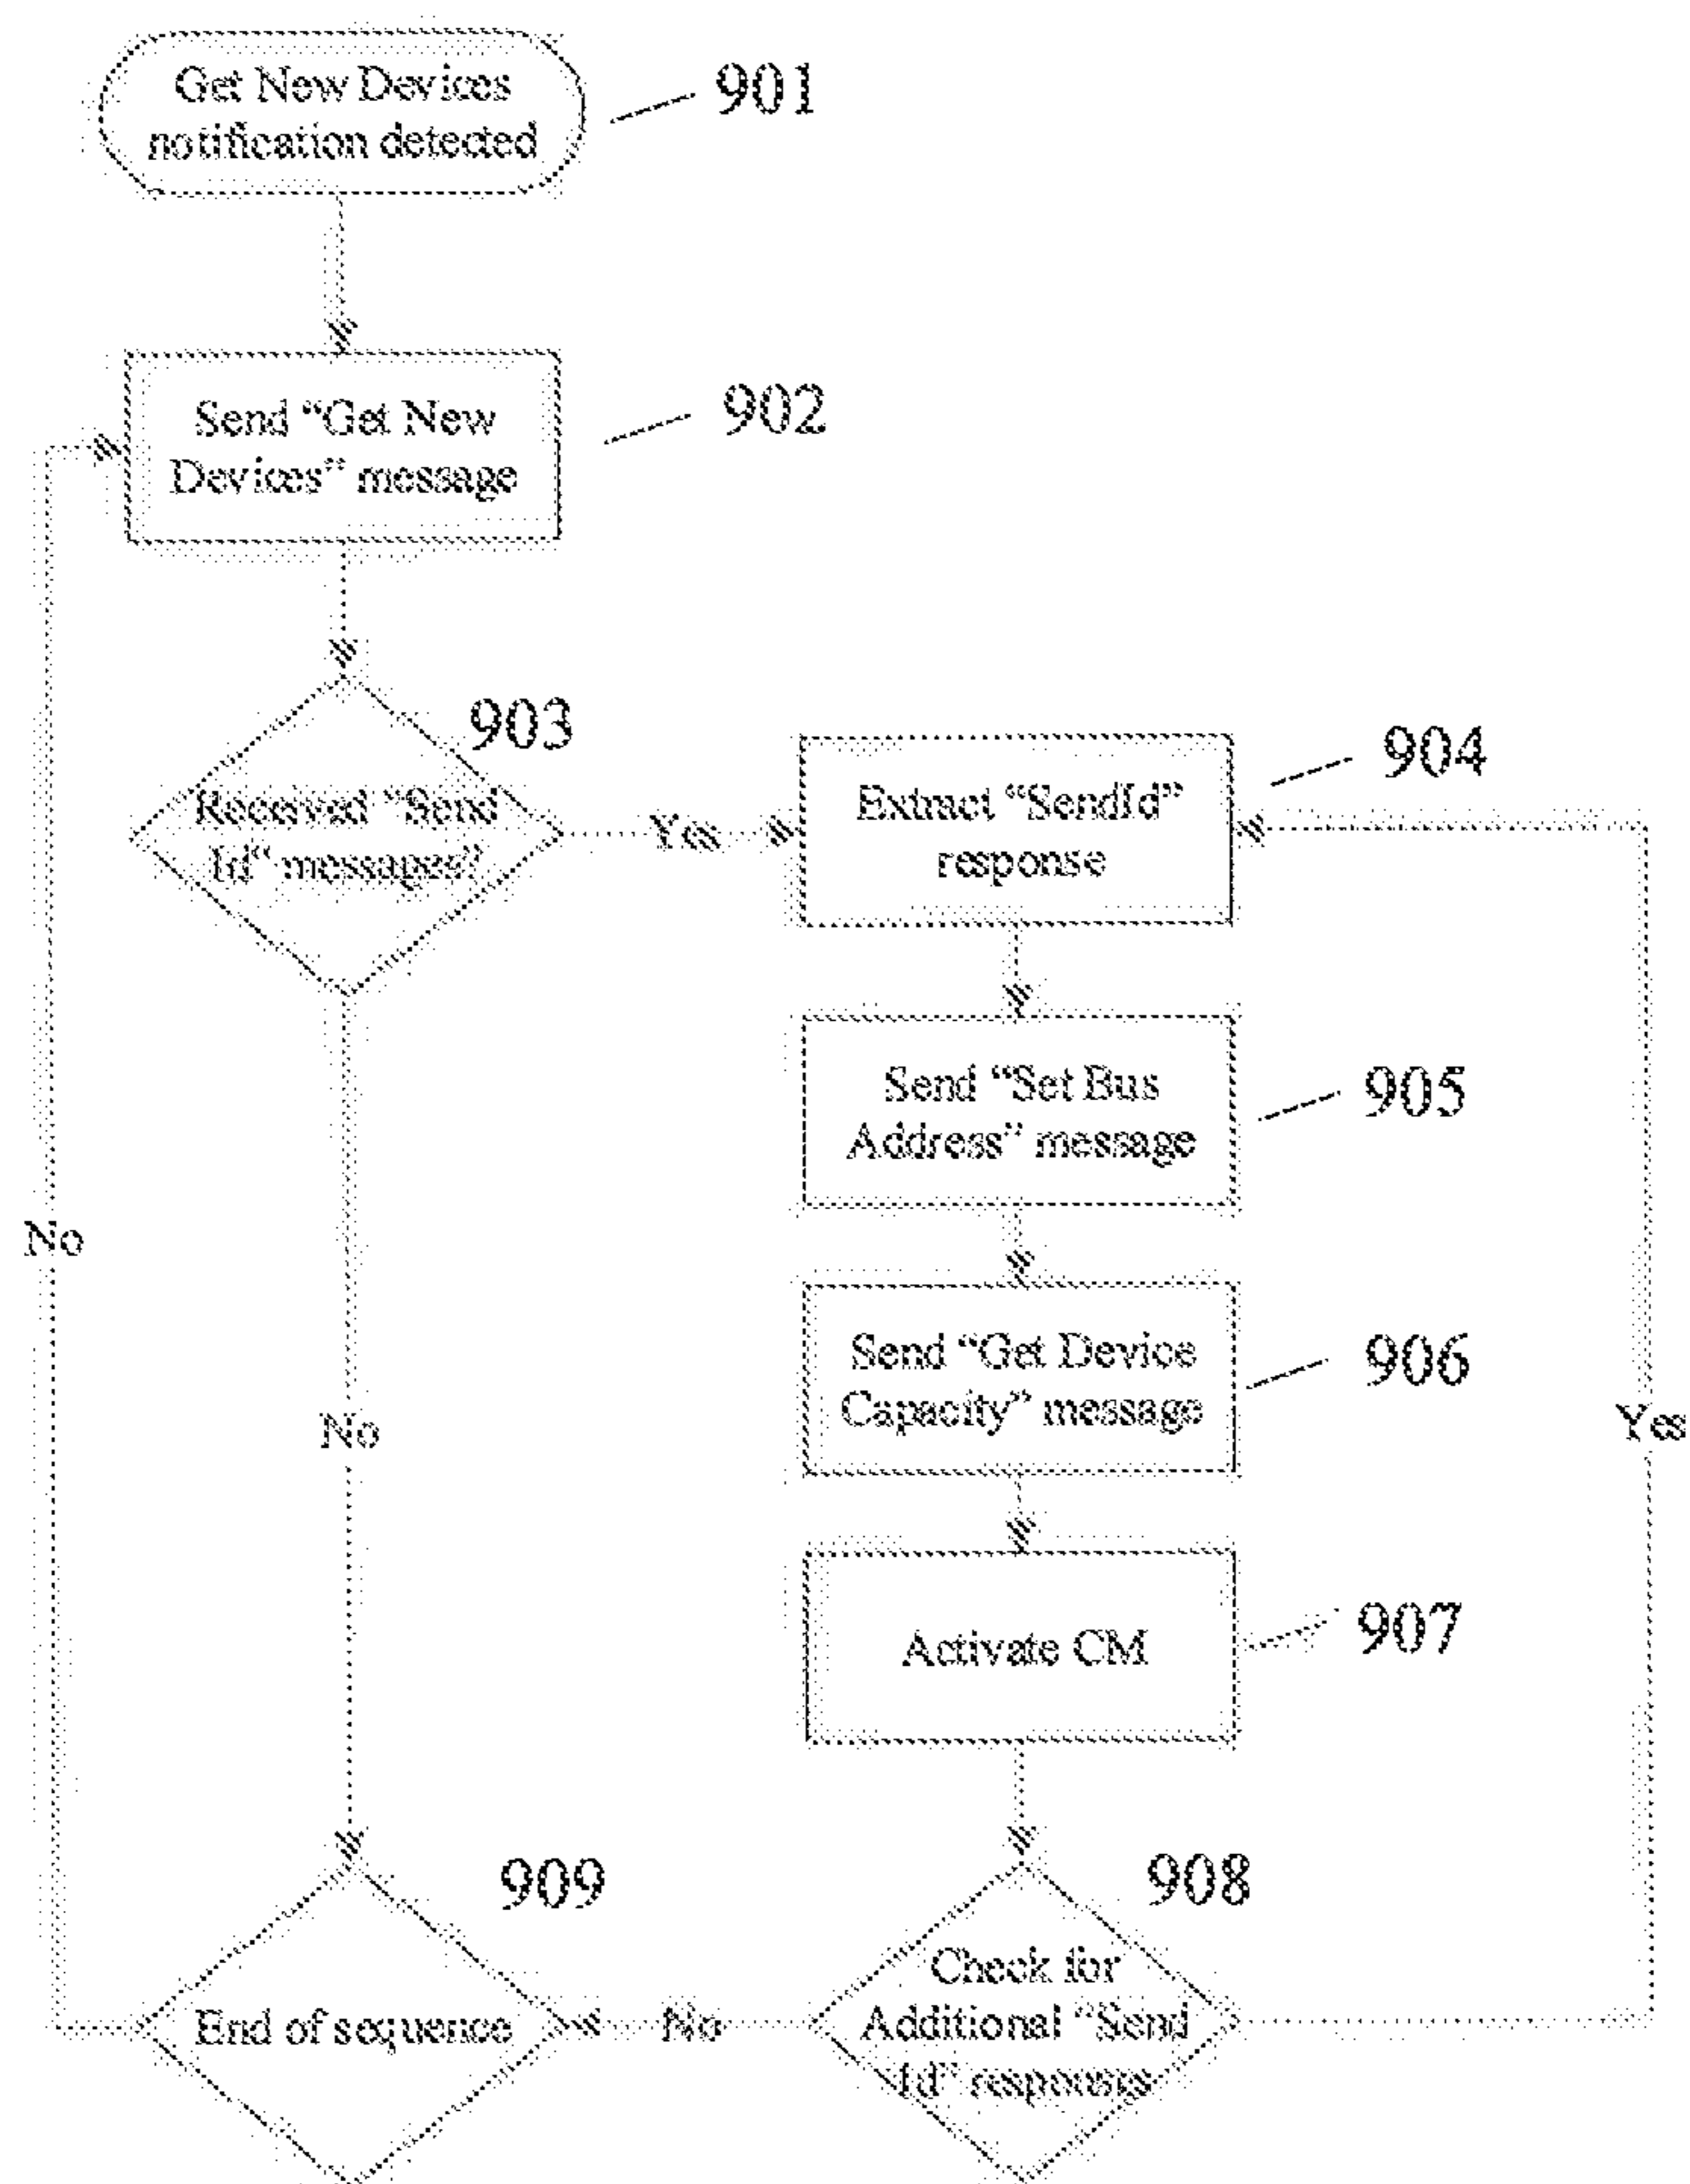 Get New Devices
notification detected
901
Send “Get New
Devices” message
902
903
Received “Send
Id“ messages?
Yes
Extract “SendId”
response
904
Send “Set Bus
Address” message
905
Send “Get Device
Capacity” message
906
Activate CM
907
No
No
Yes
909
End of sequence
No
908
Check for
Additional “Send
Id” responses